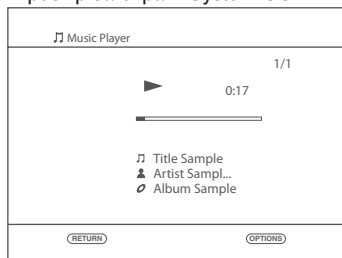 Music Player
1/1
0:17
Title Sample
Artist Sampl...
Album Sample
RETURN
OPTIONS